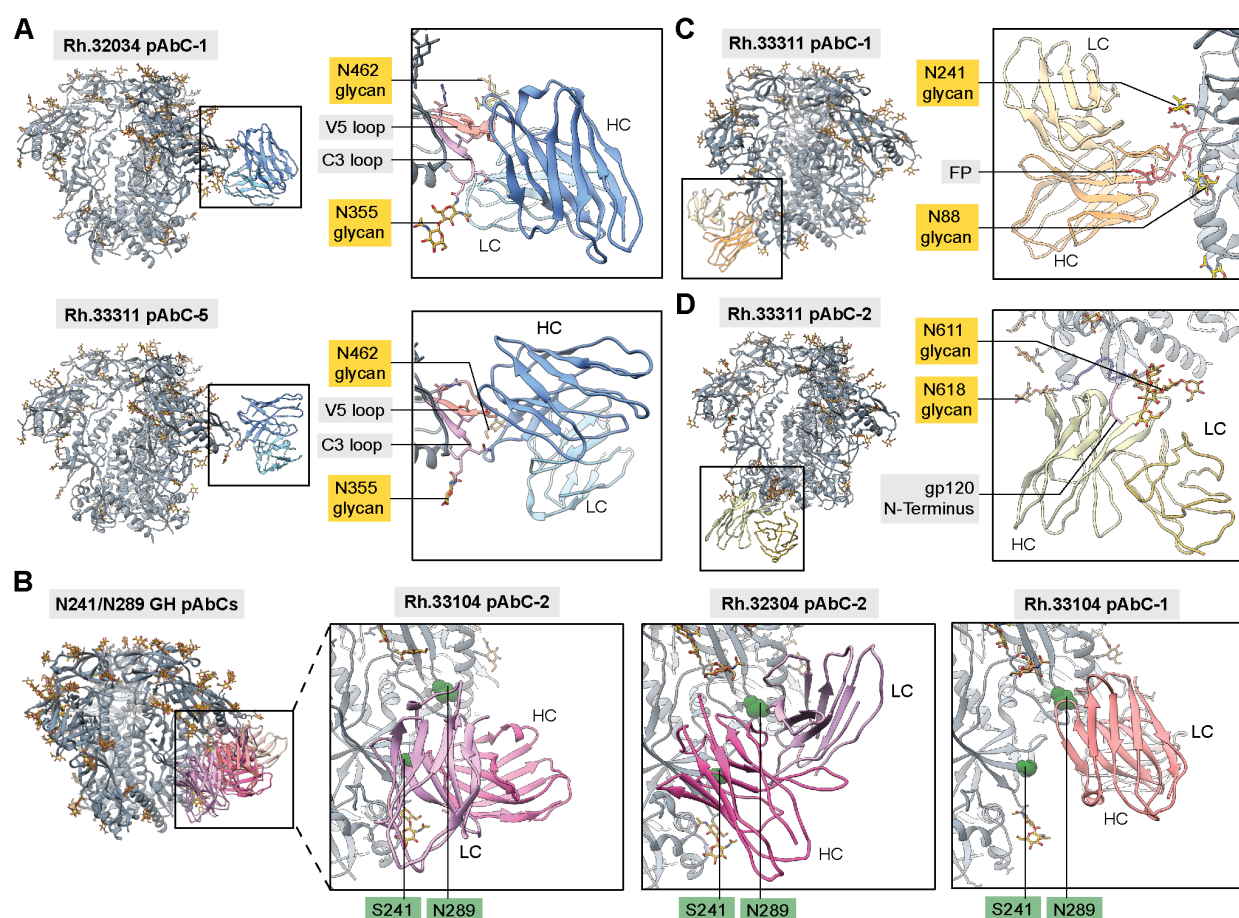 A
Rh.32034 pAbC-1
N462
glycan
V5 loop
C3 loop
N355
glycan
HC
LC
Rh.33311 pAbC-5
N462
glycan
V5 loop
C3 loop
N355
glycan
HC
LC
C
Rh.33311 pAbC-1
N241
glycan
FP
N88
glycan
LC
HC
D
Rh.33311 pAbC-2
N611
glycan
N618
glycan
gp120
N-Terminus
LC
HC
B
N241/N289 GH pAbCs
Rh.33104 pAbC-2
HC
LC
S241
N289
Rh.32304 pAbC-2
LC
HC
S241
N289
Rh.33104 pAbC-1
LC
HC
S241
N289